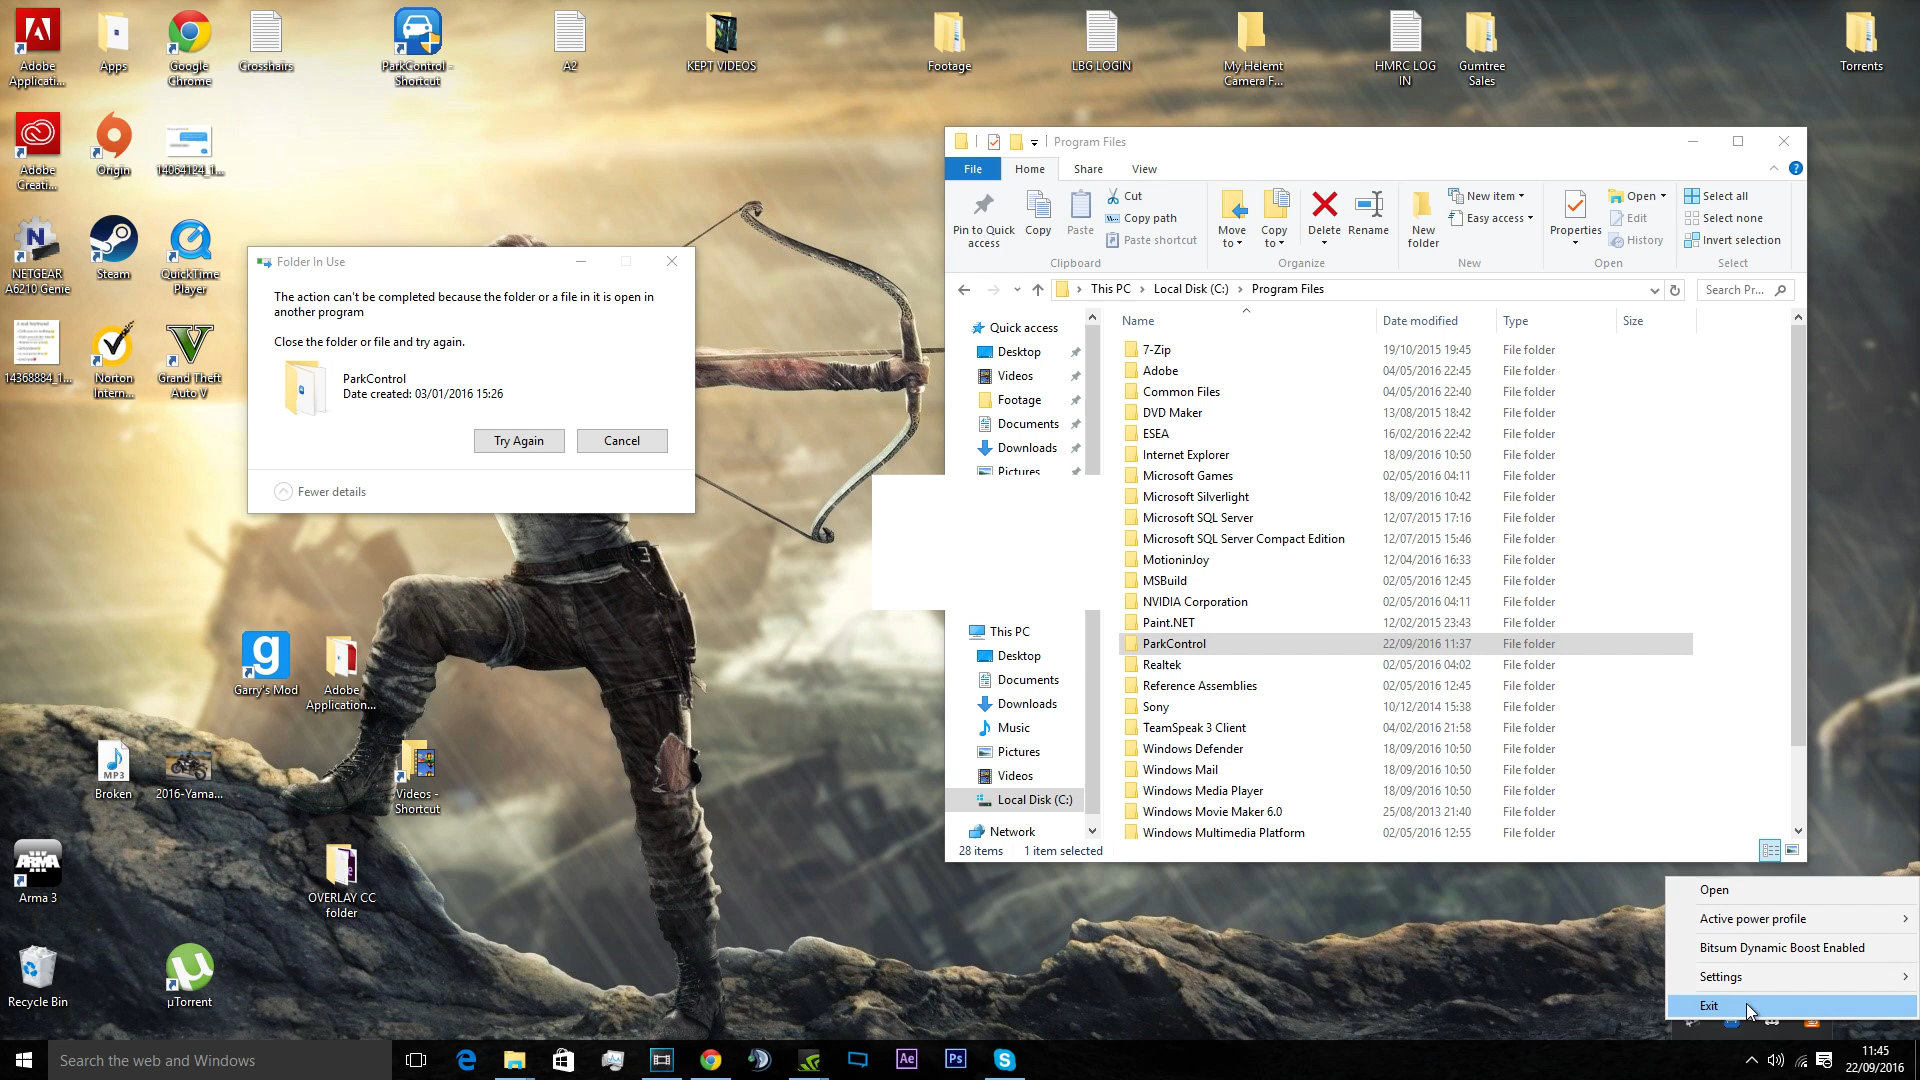 Adobe
Applicati...
Apps
Google
Chrome
Crosshairs
ParkControl -
Shortcut
A2
KEPT VIDEOS
Footage
LBG LOGIN
My Helemt
Camera F...
HMRC LOG
IN
Gumtree
Sales
Torrents
Adobe
Creati...
Origin
14064124_1...
NETGEAR
A6210 Genie
Steam
QuickTime
Player
14368884_1...
Norton
Intern...
Grand Theft
Auto V
Garry's Mod
Adobe
Application...
MP3
Broken
2016-Yama...
Videos -
Shortcut
ARMA
Arma 3
OVERLAY CC
folder
Recycle Bin
µTorrent
Folder In Use
The action can't be completed because the folder or a file in it is open in
another program
Close the folder or file and try again.
ParkControl
Date created: 03/01/2016 15:26
Try Again
Cancel
Fewer details
Program Files
File
Home
Share
View
Pin to Quick
access
Copy
Paste
Cut
Copy path
Paste shortcut
Clipboard
Move
to
Copy
to
Delete
Rename
Organize
New
folder
New item
Easy access
New
Properties
Open
Edit
History
Open
Select all
Select none
Invert selection
Select
This PC
Local Disk (C:)
Program Files
Search Pr...
Quick access
Desktop
Videos
Footage
Documents
Downloads
Pictures
This PC
Desktop
Documents
Downloads
Music
Pictures
Videos
Local Disk (C:)
Network
Name Date modified Type Size
7-Zip 19/10/2015 19:45 File folder
Adobe 04/05/2016 22:45 File folder
Common Files 04/05/2016 22:40 File folder
DVD Maker 13/08/2015 18:42 File folder
ESEA 16/02/2016 22:42 File folder
Internet Explorer 18/09/2016 10:50 File folder
Microsoft Games 02/05/2016 04:11 File folder
Microsoft Silverlight 18/09/2016 10:42 File folder
Microsoft SQL Server 12/07/2015 17:16 File folder
Microsoft SQL Server Compact Edition 12/07/2015 15:46 File folder
MotioninJoy 12/04/2016 16:33 File folder
MSBuild 02/05/2016 12:45 File folder
NVIDIA Corporation 02/05/2016 04:11 File folder
Paint.NET 12/02/2015 23:43 File folder
ParkControl 22/09/2016 11:37 File folder
Realtek 02/05/2016 04:02 File folder
Reference Assemblies 02/05/2016 12:45 File folder
Sony 10/12/2014 15:38 File folder
TeamSpeak 3 Client 04/02/2016 21:58 File folder
Windows Defender 18/09/2016 10:50 File folder
Windows Mail 18/09/2016 10:50 File folder
Windows Media Player 18/09/2016 10:50 File folder
Windows Movie Maker 6.0 25/08/2013 21:40 File folder
Windows Multimedia Platform 02/05/2016 12:55 File folder
28 items 1 item selected
Open
Active power profile
Bitsum Dynamic Boost Enabled
Settings
Exit
Search the web and Windows
Ae
Ps
11:45
22/09/2016